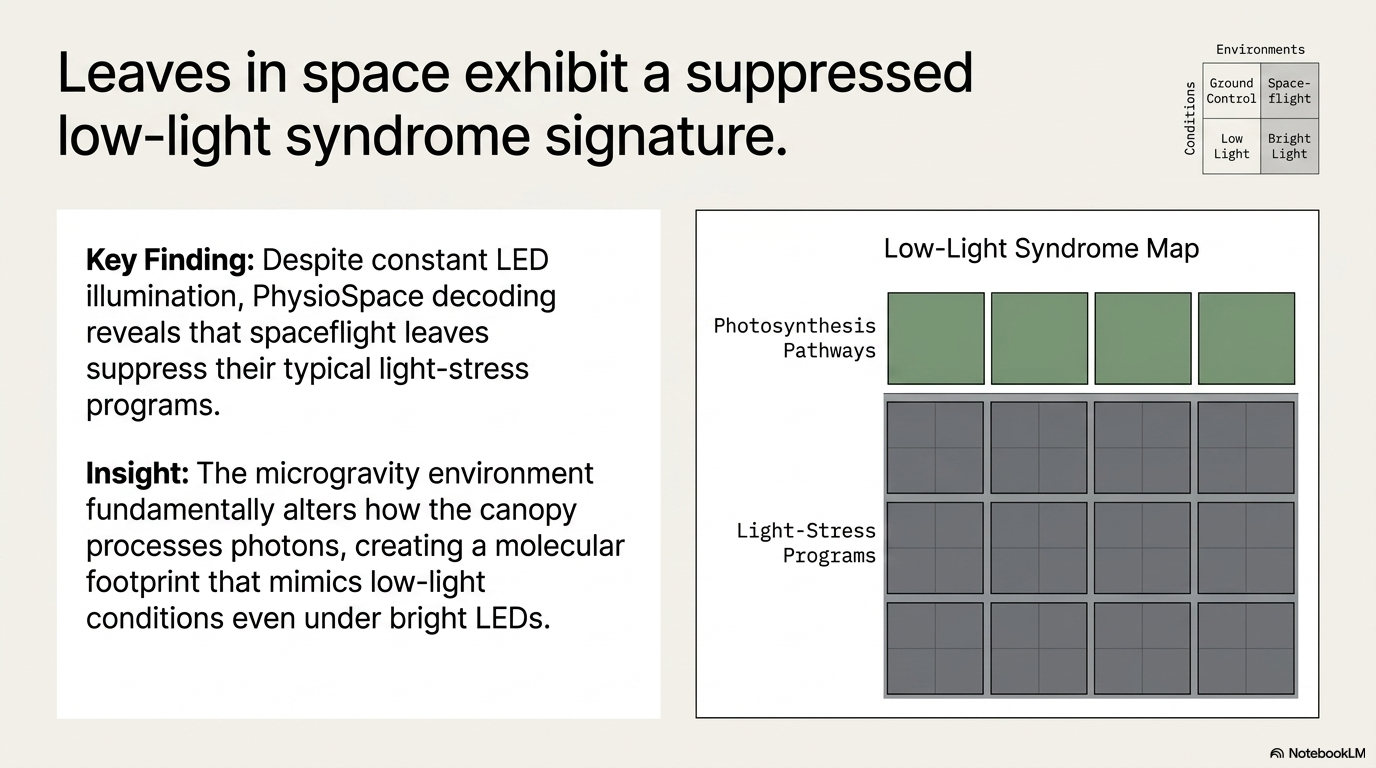 Leaves in space exhibit a suppressed
low-light syndrome signature.
Environments
Conditions
Ground
Control
Space-
flight
Low
Light
Bright
Light
Key Finding: Despite constant LED
illumination, PhysioSpace decoding
reveals that spaceflight leaves
suppress their typical light-stress
programs.
Insight: The microgravity environment
fundamentally alters how the canopy
processes photons, creating a molecular
footprint that mimics low-light
conditions even under bright LEDs.
Low-Light Syndrome Map
Photosynthesis
Pathways
Light-Stress
Programs
NotebookLM